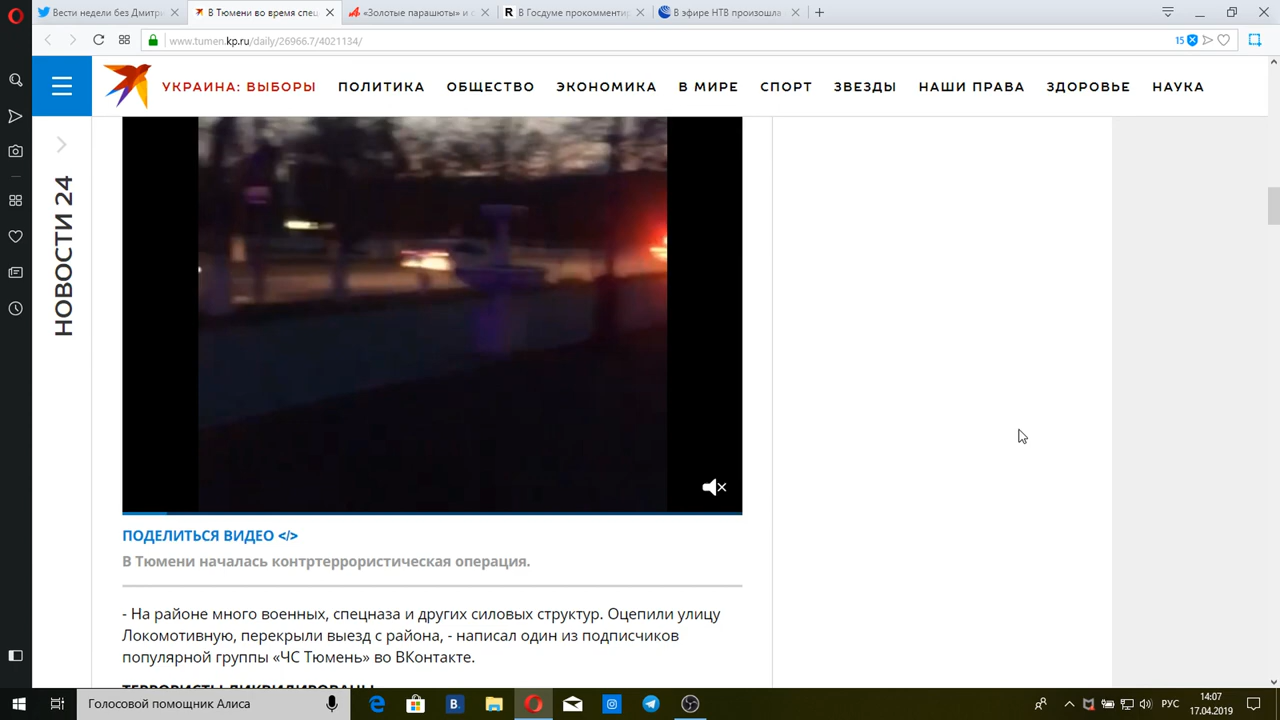 Вести недели без Дмитри
В Тюмени во время спец
«Золотые парашюты» и
В Госдуме прокомментир
В эфире НТВ произошла
www.tumen.kp.ru/daily/26966.7/4021134/
15
УКРАИНА: ВЫБОРЫ ПОЛИТИКА ОБЩЕСТВО ЭКОНОМИКА В МИРЕ СПОРТ ЗВЕЗДЫ НАШИ ПРАВА ЗДОРОВЬЕ НАУКА
НОВОСТИ 24
ПОДЕЛИТЬСЯ ВИДЕО </>
В Тюмени началась контртеррористическая операция.
- На районе много военных, спецназа и других силовых структур. Оцепили улицу
Локомотивную, перекрыли выезд с района, - написал один из подписчиков
популярной группы «ЧС Тюмень» во ВКонтакте.
ТЕРРОРИСТЫ ЛИКВИДИРОВАНЫ
Голосовой помощник Алиса
РУС
14:07
17.04.2019